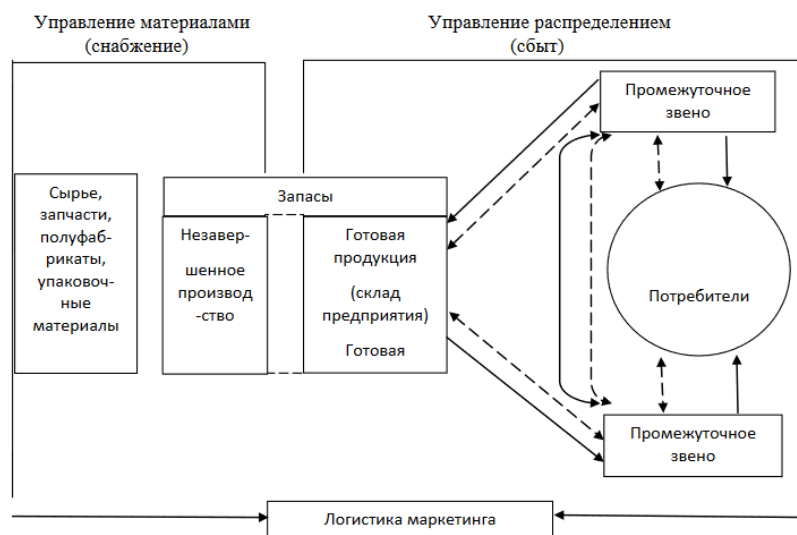 Управление материалами
(снабжение)
Управление распределением
(сбыт)
Промежуточное
звено
Сырье,
запчасти,
полуфаб-
рикаты,
упаковоч-
ные
материалы
Запасы
Незавер-
шенное
производ
-ство
Готовая
продукция
(склад
предприятия)
Готовая
Потребители
Промежуточное
звено
Логистика маркетинга